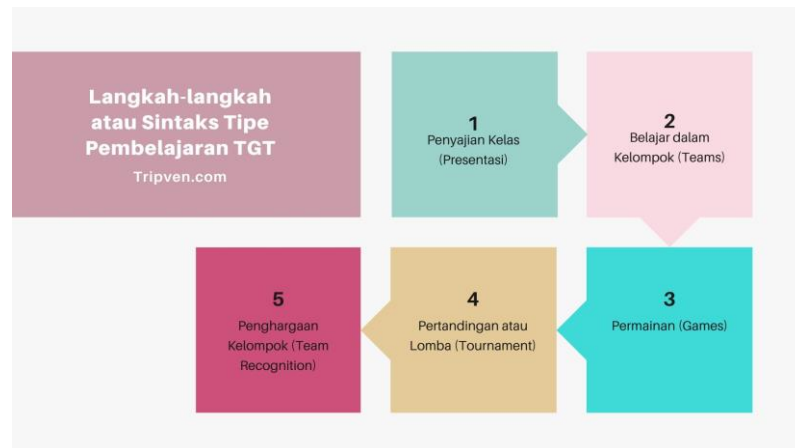 Langkah-langkah
atau Sintaks Tipe
Pembelajaran TGT
Tripven.com
1
Penyajian Kelas
(Presentasi)
2
Belajar dalam
Kelompok (Teams)
3
Permainan (Games)
4
Pertandingan atau
Lomba (Tournament)
5
Penghargaan
Kelompok (Team
Recognition)